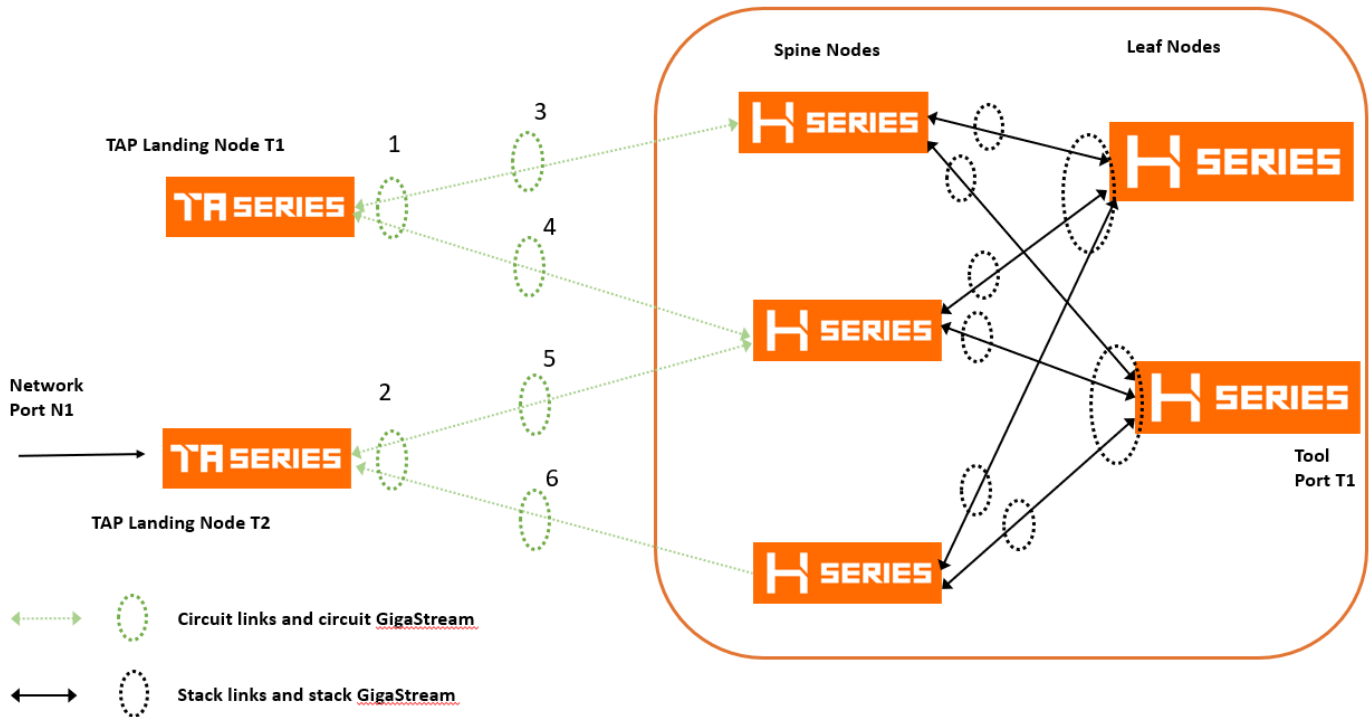 Spine Nodes
Leaf Nodes
3
H SERIES
TAP Landing Node T1
1
H SERIES
TA SERIES
4
H SERIES
5
Network
Port N1
2
H SERIES
TA SERIES
6
Tool
Port T1
TAP Landing Node T2
H SERIES
Circuit links and circuit GigaStream
Stack links and stack GigaStream